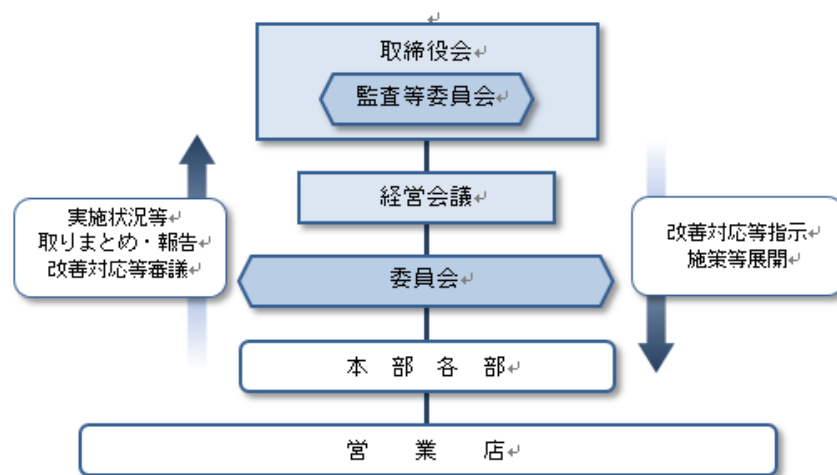 取締役会
監査等委員会
経営会議
実施状況等
取りまとめ・報告
改善対応等審議
改善対応等指示
施策等展開
委員会
本 部 各 部
営 業 店